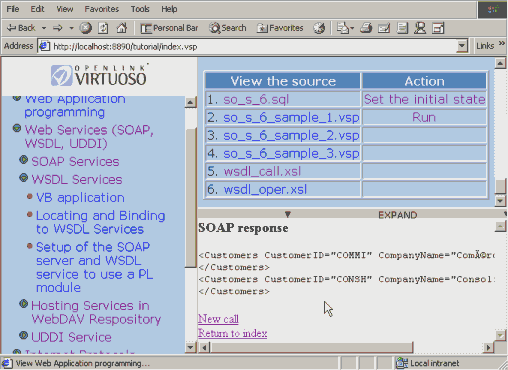 File Edit View Favorites Tools Help
Back Personal Bar Search Favorites
Address http://localhost:8890/tutorial/index.vsp Links »
OPENLINK
VIRTUOSO
Web Application
programming
Web Services (SOAP,
WSDL, UDDI)
SOAP Services
WSDL Services
VB application
Locating and Binding
to WSDL Services
Setup of the SOAP
server and WSDL
service to use a PL
module
Hosting Services in
WebDAV Respository
UDDI Service
Internet Protocols
View the source Action
1. so_s_6.sql Set the initial state
2. so_s_6_sample_1.vsp Run
3. so_s_6_sample_2.vsp
4. so_s_6_sample_3.vsp
5. wsdl_call.xsl
6. wsdl_oper.xsl
EXPAND
SOAP response
<Customers CustomerID="COMMI" CompanyName="ComÃ©rc
</Customers>
<Customers CustomerID="CONSH" CompanyName="Consol
</Customers>
New call
Return to index
View Web Application programming... Local intranet